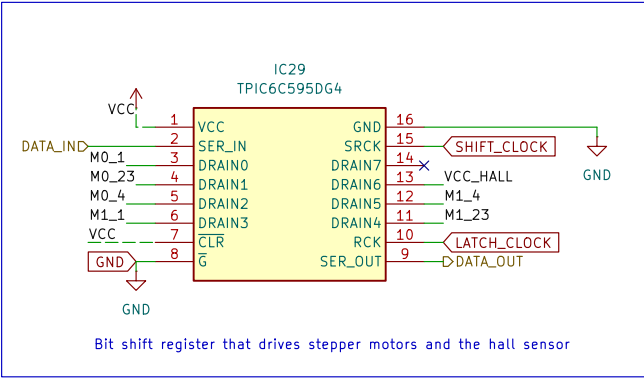 IC29
TPIC6C595DG4
VCC
1 VCC GND 16
DATA_IN 2 SER_IN SRCK 15 SHIFT_CLOCK
M0_1 3 DRAIN0 DRAIN7 14
M0_23 4 DRAIN1 DRAIN6 13 VCC_HALL
M0_4 5 DRAIN2 DRAIN5 12 M1_4
M1_1 6 DRAIN3 DRAIN4 11 M1_23
VCC 7 CLR RCK 10 LATCH_CLOCK
GND 8 G SER_OUT 9 DATA_OUT
GND
GND
Bit shift register that drives stepper motors and the hall sensor